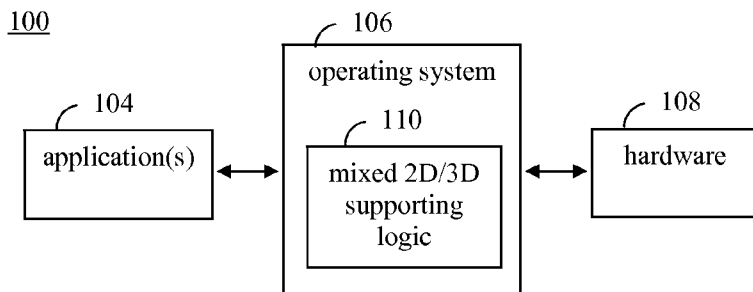 100
106
operating system
104
application(s)
110
mixed 2D/3D
supporting
logic
108
hardware